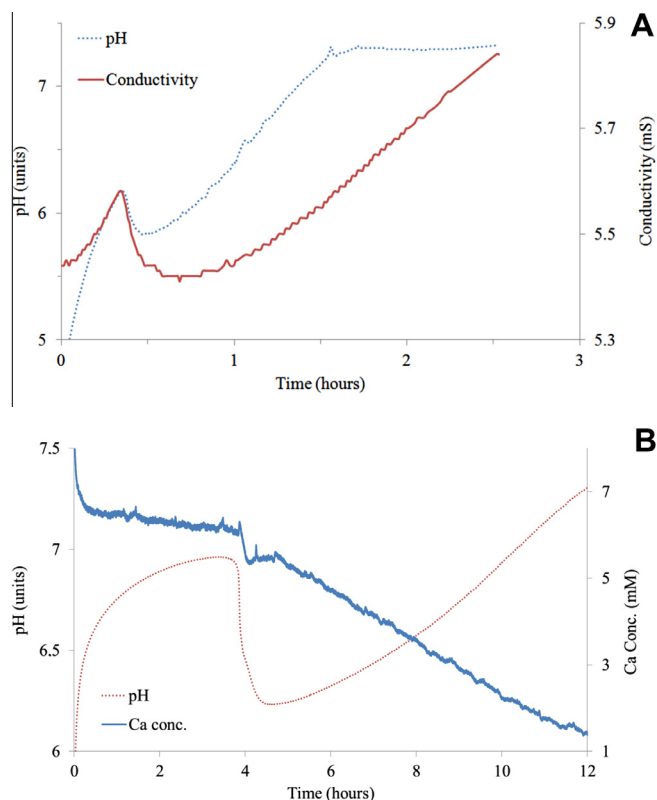 A
pH
Conductivity
7
6
5
5.9
5.7
5.5
5.3
0
1
2
3
pH (units)
Conductivity (mS)
Time (hours)
B
7.5
7
6.5
6
7
5
3
1
pH
Ca conc.
0
2
4
6
8
10
12
pH (units)
Ca Conc. (mM)
Time (hours)